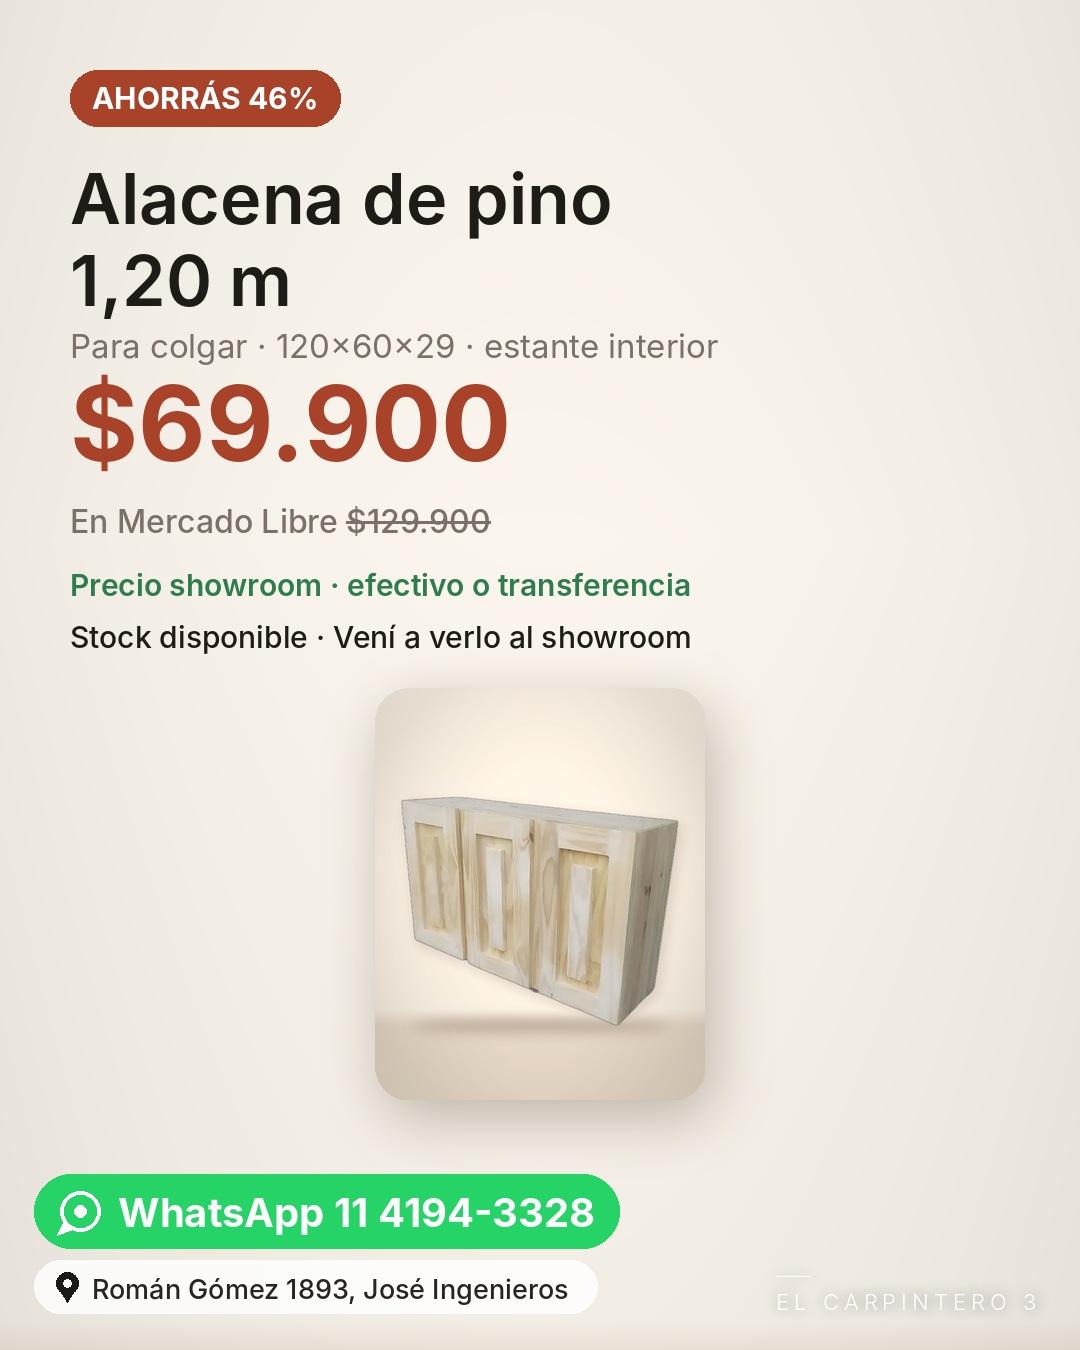 AHORRÁS 46%
Alacena de pino
1,20 m
Para colgar · 120×60×29 · estante interior
$69.900
En Mercado Libre $129.900
Precio showroom · efectivo o transferencia
Stock disponible · Vení a verlo al showroom
WhatsApp 11 4194-3328
Román Gómez 1893, José Ingenieros
EL CARPINTERO 3